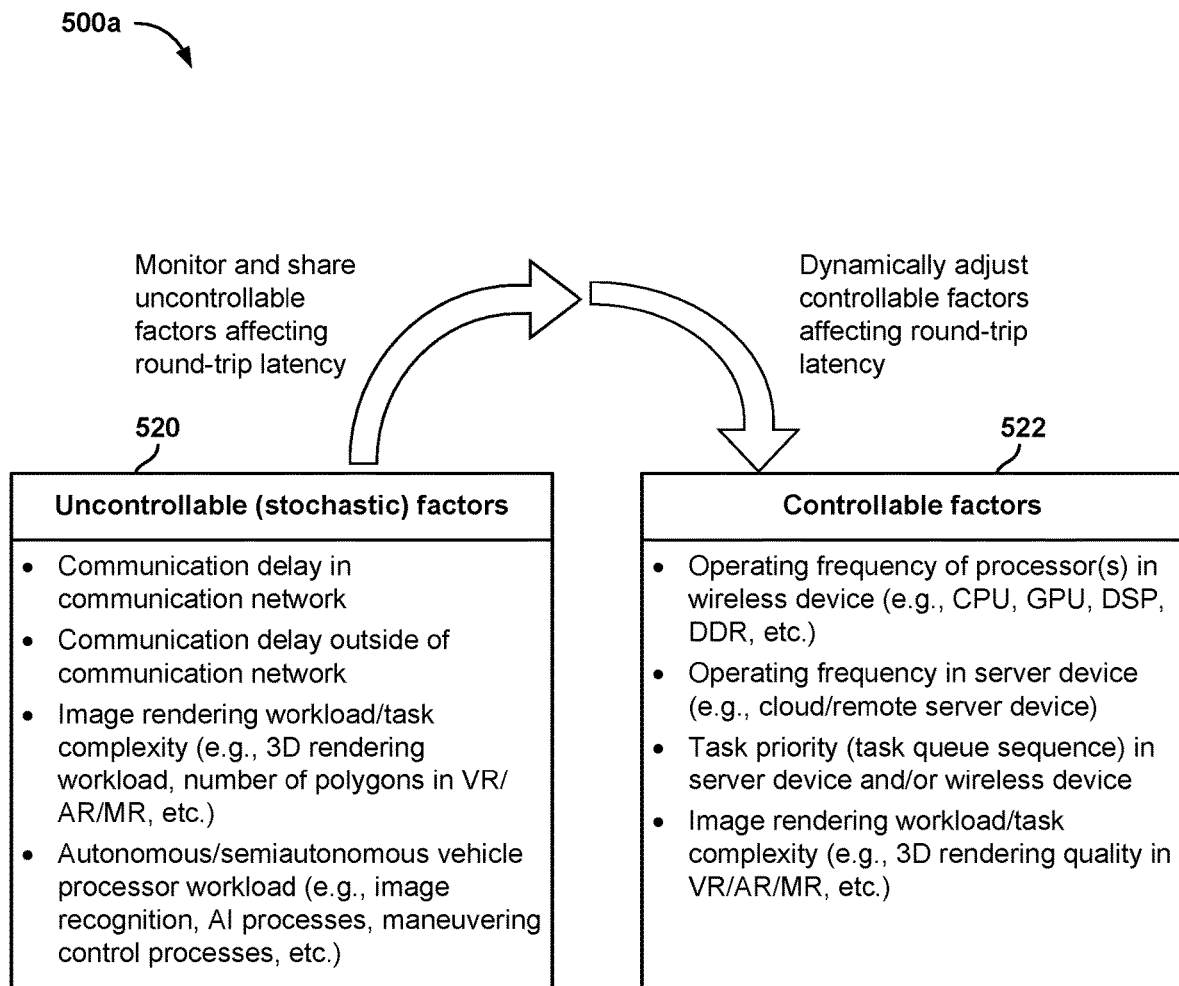 500a
Monitor and share
uncontrollable
factors affecting
round-trip latency
Dynamically adjust
controllable factors
affecting round-trip
latency
520
522
Uncontrollable (stochastic) factors
• Communication delay in
communication network
• Communication delay outside of
communication network
• Image rendering workload/task
complexity (e.g., 3D rendering
workload, number of polygons in VR/
AR/MR, etc.)
• Autonomous/semiautonomous vehicle
processor workload (e.g., image
recognition, AI processes, maneuvering
control processes, etc.)
Controllable factors
• Operating frequency of processor(s) in
wireless device (e.g., CPU, GPU, DSP,
DDR, etc.)
• Operating frequency in server device
(e.g., cloud/remote server device)
• Task priority (task queue sequence) in
server device and/or wireless device
• Image rendering workload/task
complexity (e.g., 3D rendering quality in
VR/AR/MR, etc.)